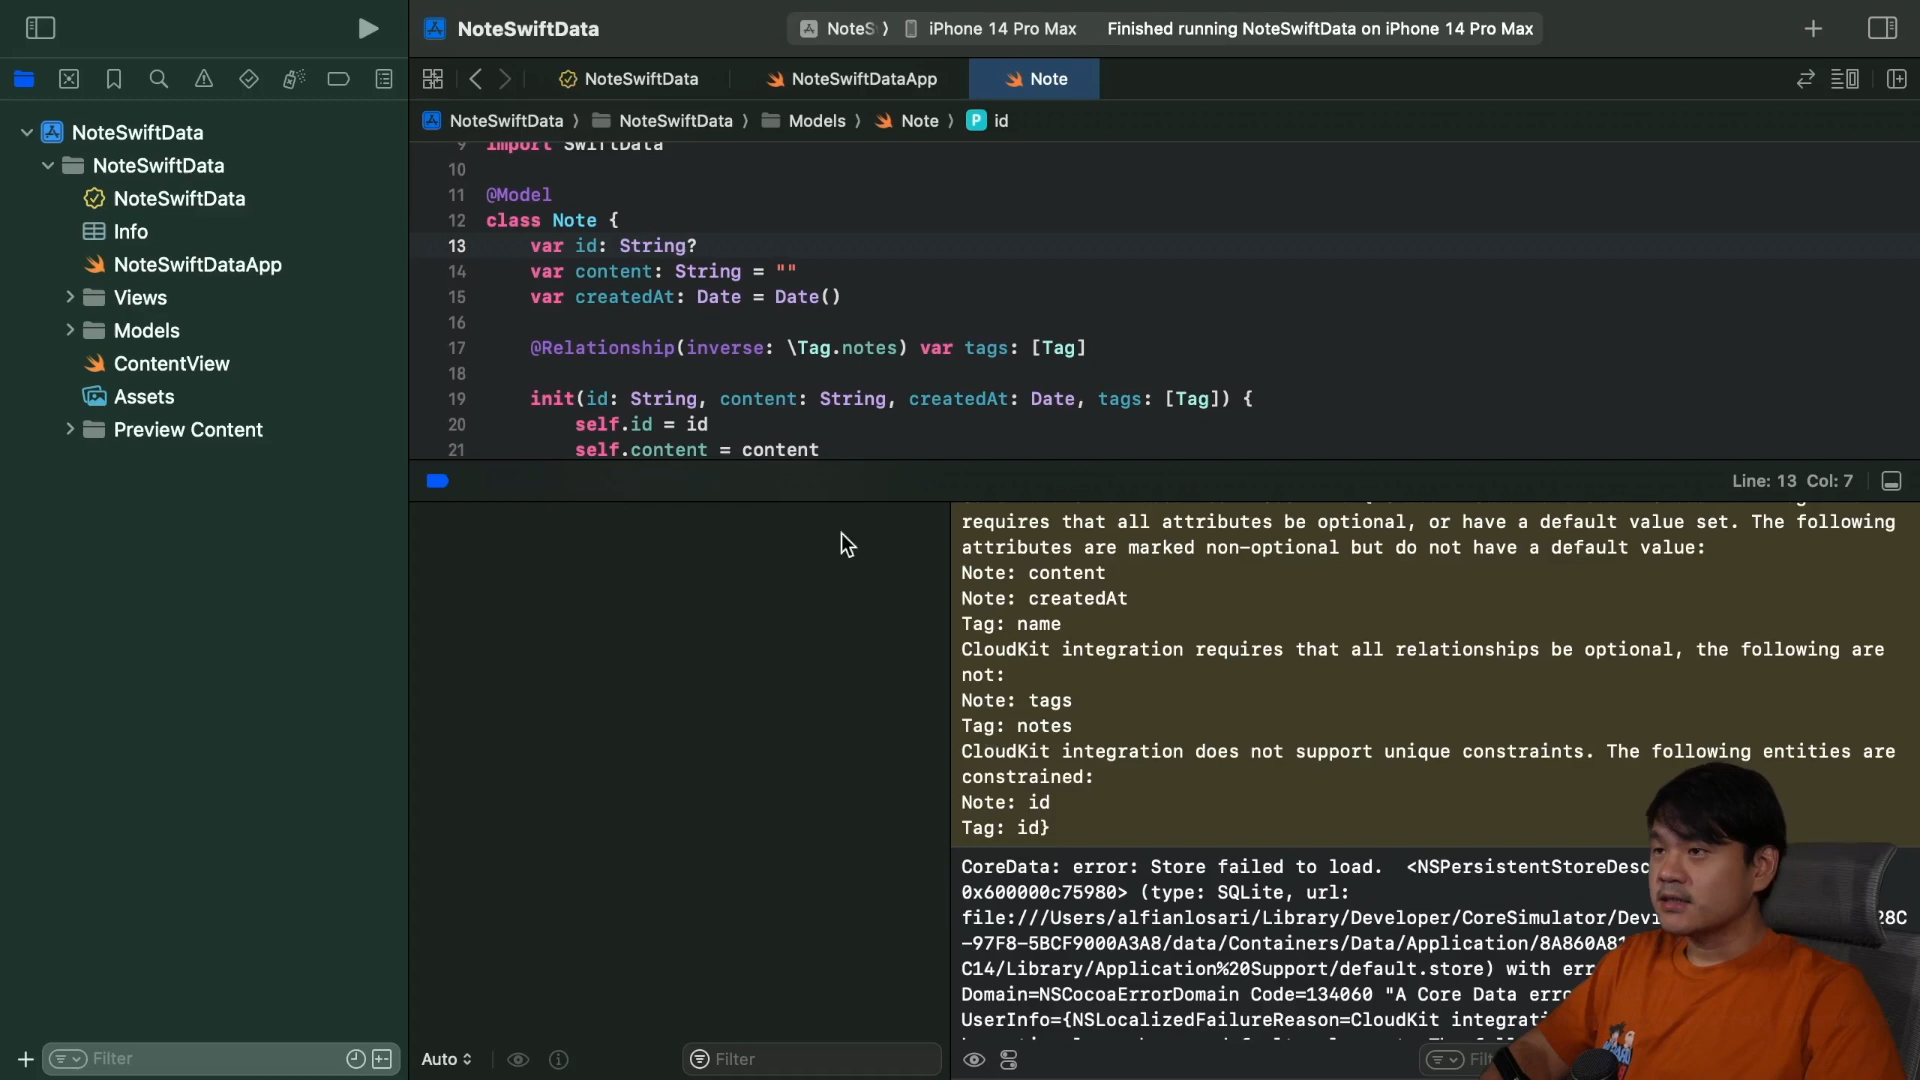 NoteSwiftData
NoteS
iPhone 14 Pro Max
Finished running NoteSwiftData on iPhone 14 Pro Max
NoteSwiftData
NoteSwiftDataApp
Note
NoteSwiftData
NoteSwiftData
NoteSwiftData
Info
NoteSwiftDataApp
Views
Models
ContentView
Assets
Preview Content
Filter
NoteSwiftData 〉 NoteSwiftData 〉 Models 〉 Note 〉 P id
9 import SwiftData
10
11 @Model
12 class Note {
13 var id: String?
14 var content: String = ""
15 var createdAt: Date = Date()
16
17 @Relationship(inverse: \Tag.notes) var tags: [Tag]
18
19 init(id: String, content: String, createdAt: Date, tags: [Tag]) {
20 self.id = id
21 self.content = content
Line: 13 Col: 7
requires that all attributes be optional, or have a default value set. The following
attributes are marked non-optional but do not have a default value:
Note: content
Note: createdAt
Tag: name
CloudKit integration requires that all relationships be optional, the following are
not:
Note: tags
Tag: notes
CloudKit integration does not support unique constraints. The following entities are
constrained:
Note: id
Tag: id}
CoreData: error: Store failed to load. <NSPersistentStoreDesc
0x600000c75980> (type: SQLite, url:
file:///Users/alfianlosari/Library/Developer/CoreSimulator/Devi 28C
-97F8-5BCF9000A3A8/data/Containers/Data/Application/8A860A81
C14/Library/Application%20Support/default.store) with err
Domain=NSCocoaErrorDomain Code=134060 "A Core Data erro
UserInfo={NSLocalizedFailureReason=CloudKit integrati
Auto
Filter
Filt